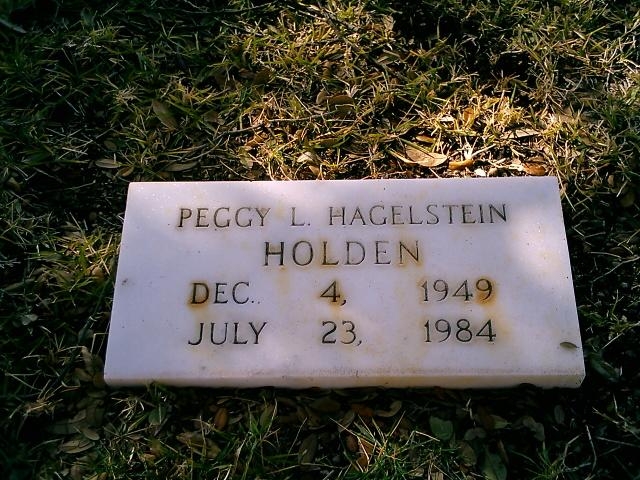 PEGGY L. HAGELSTEIN
HOLDEN
DEC. 4, 1949
JULY 23, 1984